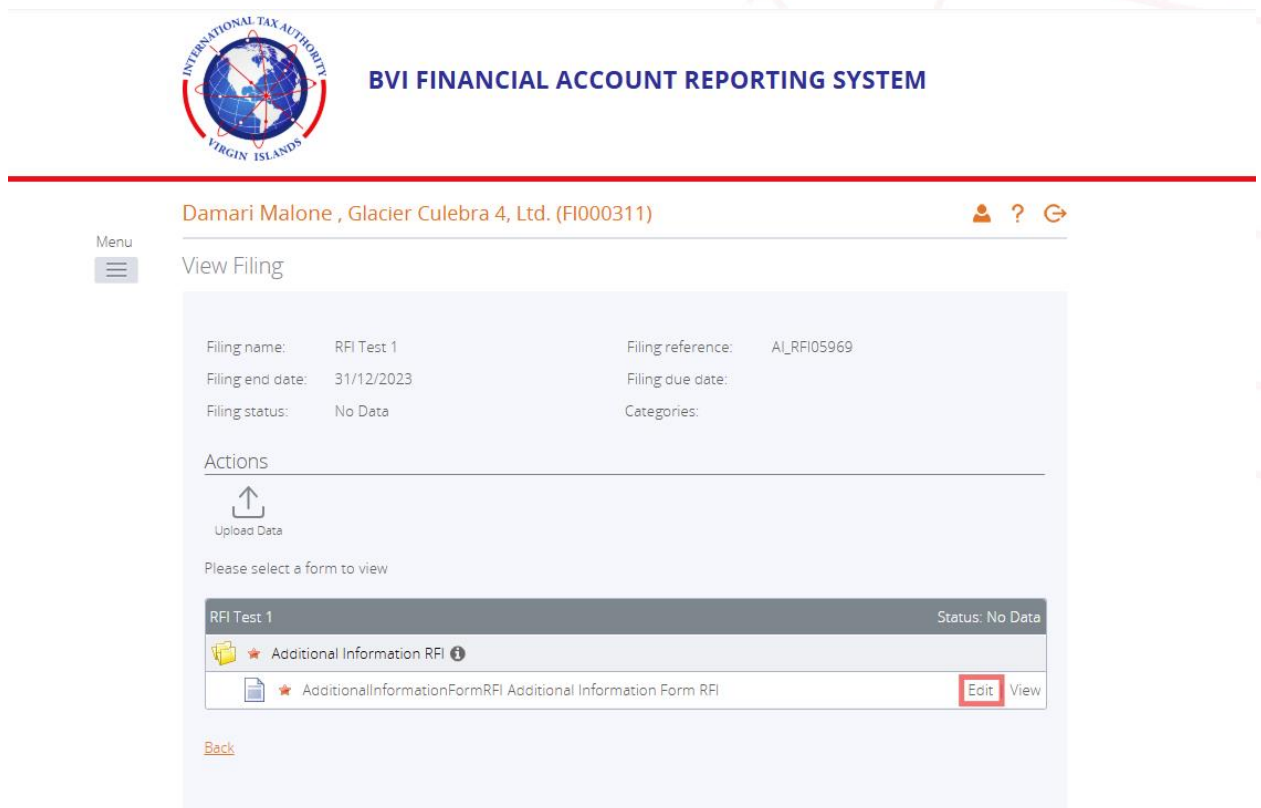 INTERNATIONAL TAX AUTHORITY
VIRGIN ISLANDS
BVI FINANCIAL ACCOUNT REPORTING SYSTEM
Damari Malone , Glacier Culebra 4, Ltd. (FI000311)
?
Menu
View Filing
Filing name: RFI Test 1 Filing reference: AI_RFI05969
Filing end date: 31/12/2023 Filing due date:
Filing status: No Data Categories:
Actions
Upload Data
Please select a form to view
RFI Test 1 Status: No Data
Additional Information RFI
AdditionalInformationFormRFI Additional Information Form RFI Edit View
Back